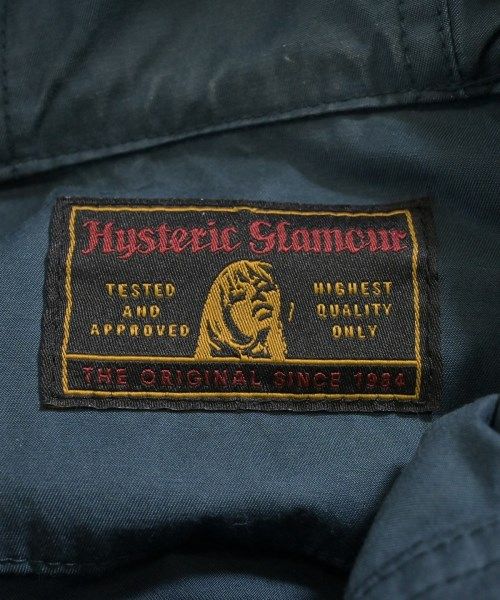 Hysteric Glamour
TESTED
AND
APPROVED
HIGHEST
QUALITY
ONLY
THE ORIGINAL SINCE 1984